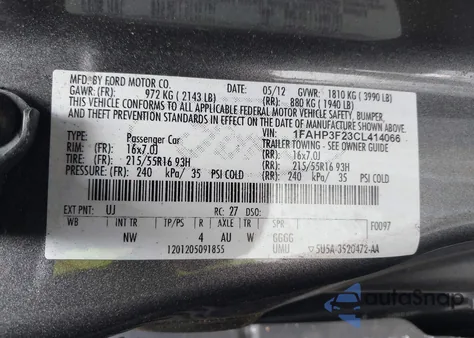 MFD. BY FORD MOTOR CO. DATE: 05/12 GVWR: 1810 KG ( 3990 LB)
GAWR: (FR): 972 KG ( 2143 LB) (RR): 880 KG ( 1940 LB)
THIS VEHICLE CONFORMS TO ALL APPLICABLE FEDERAL MOTOR VEHICLE SAFETY, BUMPER,
AND THEFT PREVENTION STANDARDS IN EFFECT ON THE DATE OF MANUFACTURE SHOWN ABOVE.
VIN: 1FAHP3F23CL414066
TYPE: Passenger Car TRAILER TOWING - SEE OWNER GUIDE
RIM: (FR): 16x7.0J (RR): 16x7.0J
TIRE: (FR): 215/55R16 93H (RR): 215/55R16 93H
PRESSURE: (FR): 240 kPa/ 35 PSI COLD (RR): 240 kPa/ 35 PSI COLD
EXT PNT: UJ RC: 27 DSO: F0097
WB INT TR TP/PS R AXLE TR SPR
NW 4 AU W GGGG
1201205091855 UMU 5U5A-3520472-AA
autoSnap